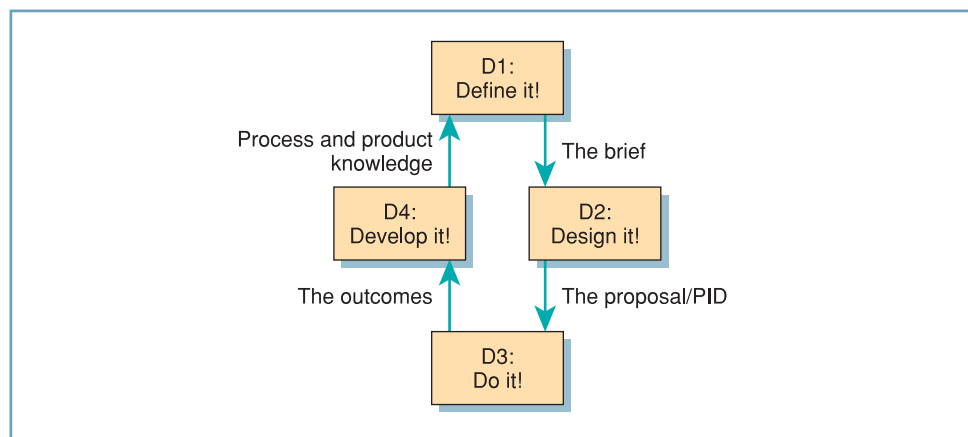 D1:
Define it!
Process and product
knowledge
The brief
D4:
Develop it!
D2:
Design it!
The outcomes
The proposal/PID
D3:
Do it!